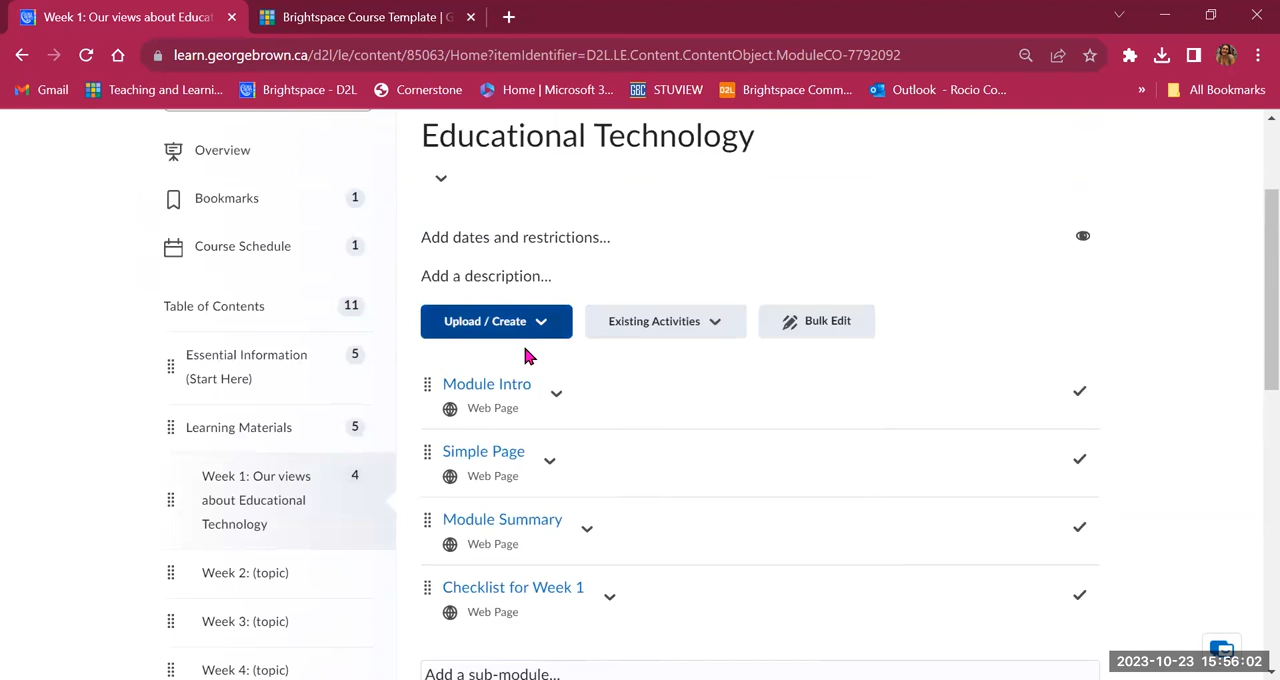 Week 1: Our views about Educat
Brightspace Course Template | G
learn.georgebrown.ca/d2l/le/content/85063/Home?itemIdentifier=D2L.LE.Content.ContentObject.ModuleCO-7792092
Gmail
Teaching and Learni...
Brightspace - D2L
Cornerstone
Home | Microsoft 3...
GBC STUVIEW
D2L Brightspace Comm...
Outlook - Rocio Co...
»
All Bookmarks
Overview
Bookmarks 1
Course Schedule 1
Table of Contents 11
Essential Information 5
(Start Here)
Learning Materials 5
Week 1: Our views 4
about Educational
Technology
Week 2: (topic)
Week 3: (topic)
Week 4: (topic)
Educational Technology
Add dates and restrictions...
Add a description...
Upload / Create
Existing Activities
Bulk Edit
Module Intro
Web Page
Simple Page
Web Page
Module Summary
Web Page
Checklist for Week 1
Web Page
Add a sub-module...
2023-10-23 15:56:02